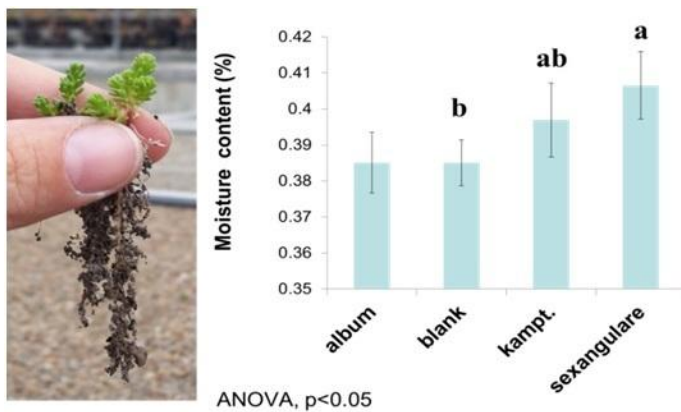 Moisture content (%)
0.42
0.41
0.4
0.39
0.38
0.37
0.36
0.35
b
ab
a
album
blank
kampt.
sexangulare
ANOVA, p<0.05